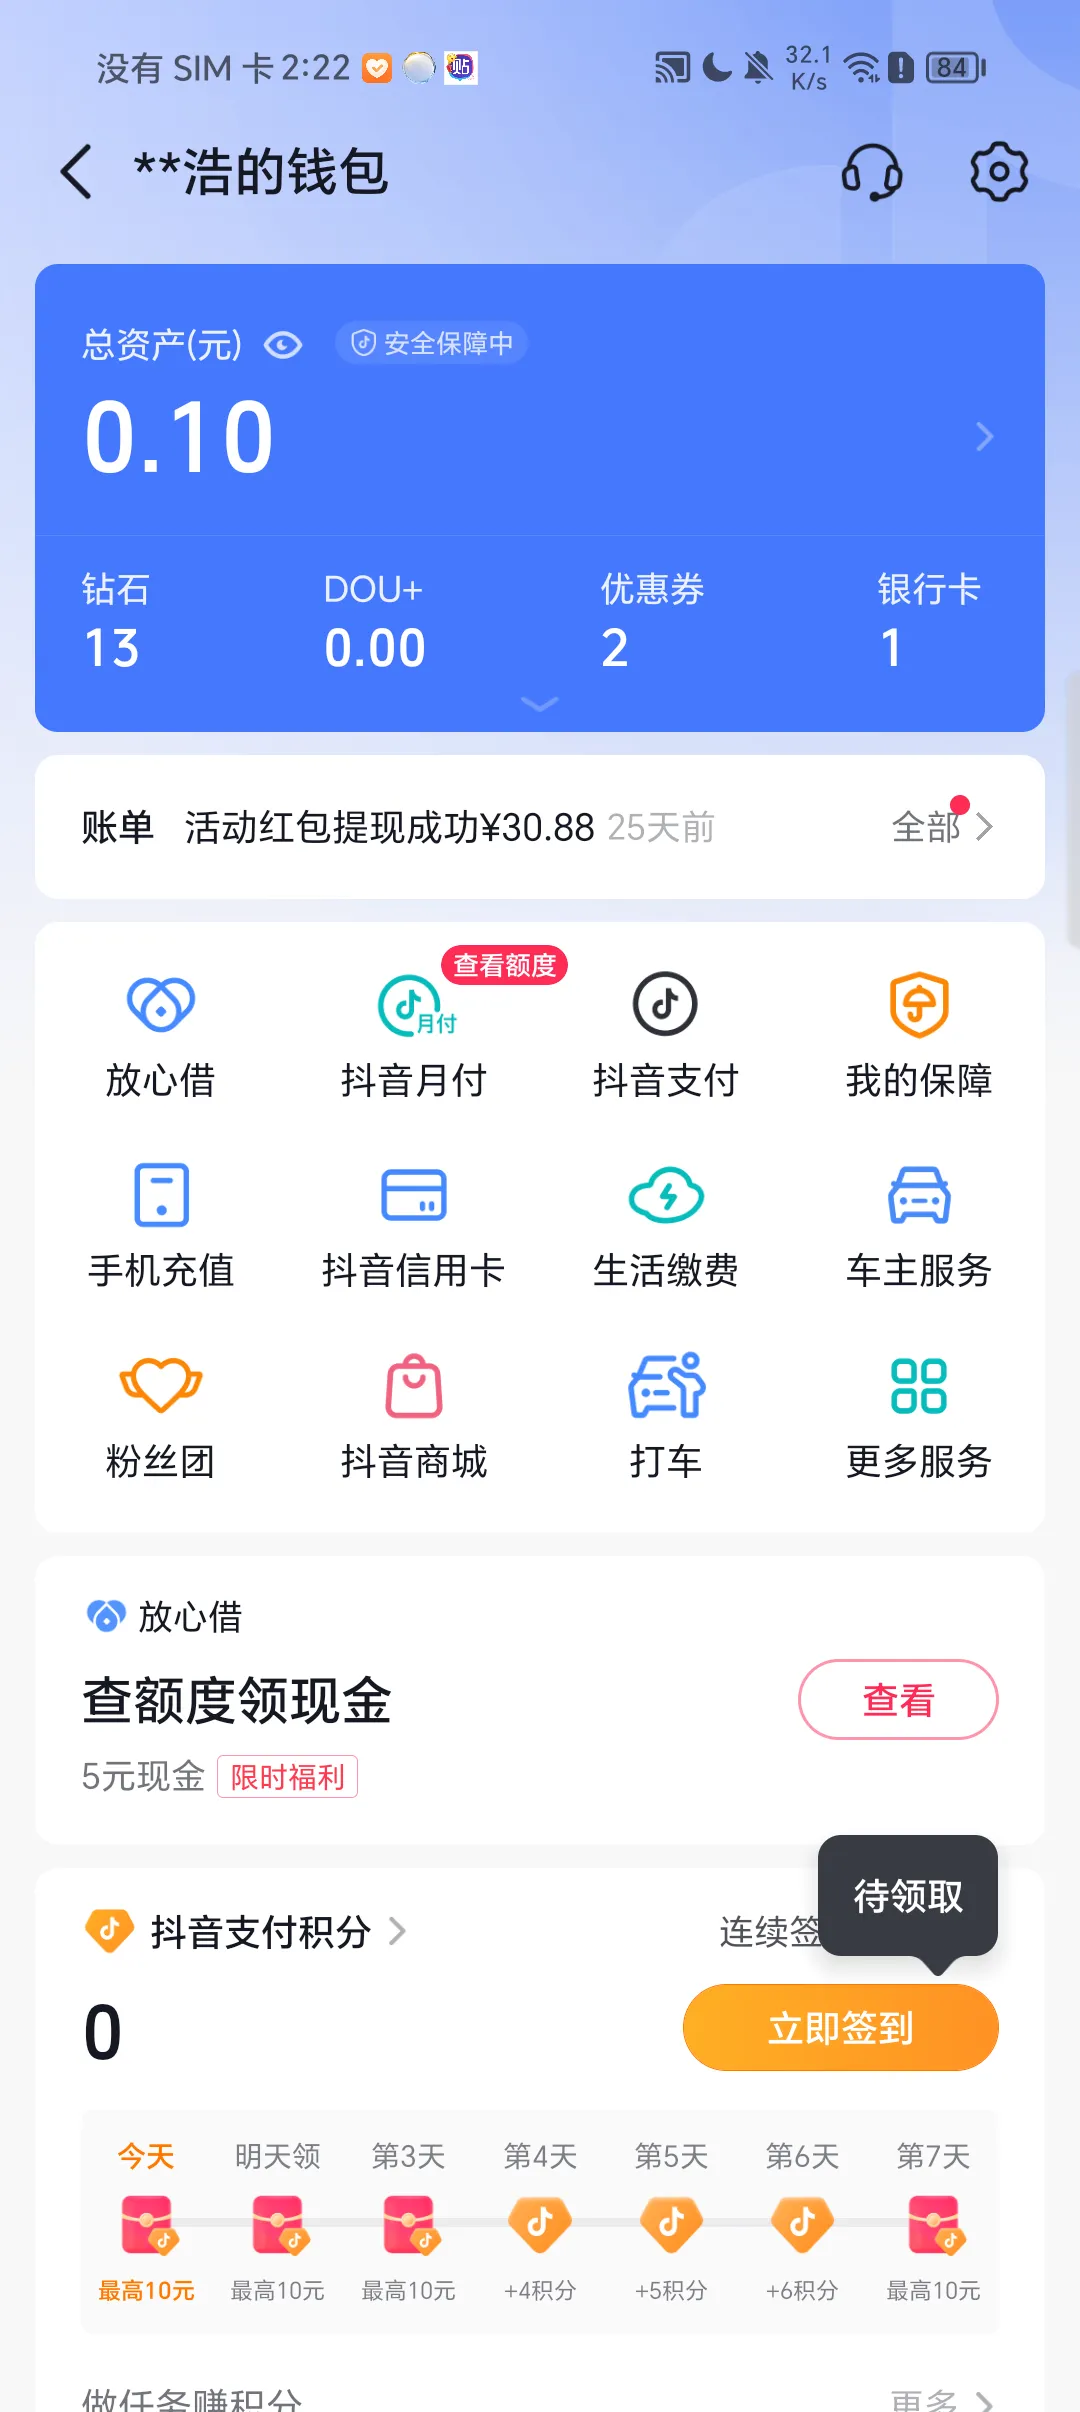 没有 SIM 卡 2:22 贴 32.1 K/s 84
**浩的钱包
总资产(元) 安全保障中
0.10
钻石 DOU+ 优惠券 银行卡
13 0.00 2 1
账单 活动红包提现成功¥30.88 25天前 全部
查看额度
月付
放心借 抖音月付 抖音支付 我的保障
手机充值 抖音信用卡 生活缴费 车主服务
粉丝团 抖音商城 打车 更多服务
放心借
查额度领现金 查看
5元现金 限时福利
待领取
抖音支付积分 连续签
0 立即签到
今天 明天领 第3天 第4天 第5天 第6天 第7天
最高10元 最高10元 最高10元 +4积分 +5积分 +6积分 最高10元
做任务赚积分 更多